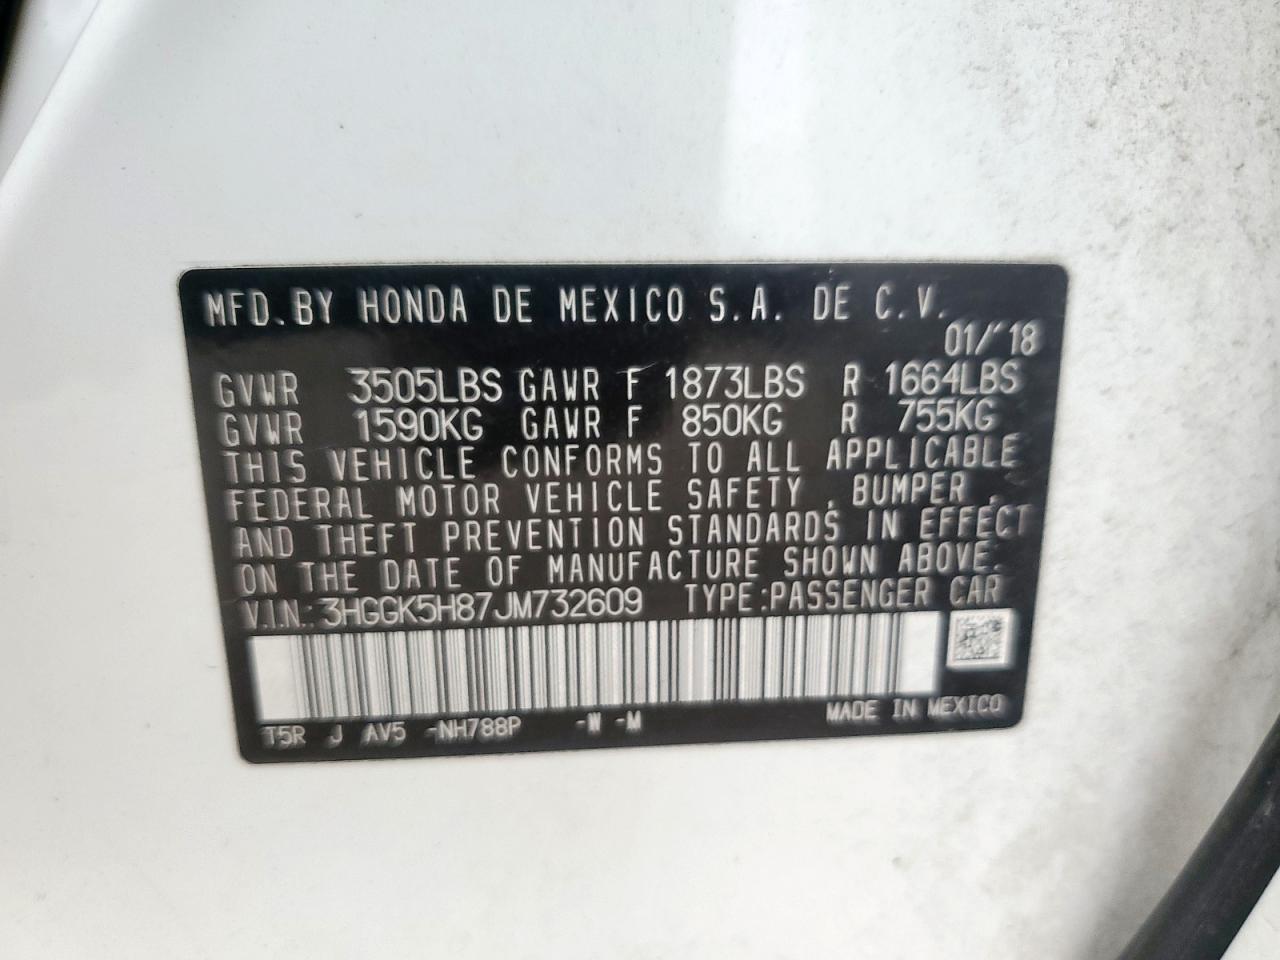 MFD.BY HONDA DE MEXICO S.A. DE C.V.
01/'18
GVWR 3505LBS GAWR F 1873LBS R 1664LBS
GVWR 1590KG GAWR F 850KG R 755KG
THIS VEHICLE CONFORMS TO ALL APPLICABLE
FEDERAL MOTOR VEHICLE SAFETY , BUMPER ,
AND THEFT PREVENTION STANDARDS IN EFFECT
ON THE DATE OF MANUFACTURE SHOWN ABOVE.
V.I.N.: 3HGGK5H87JM732609 TYPE:PASSENGER CAR
T5R J AV5 -NH788P -W -M MADE IN MEXICO